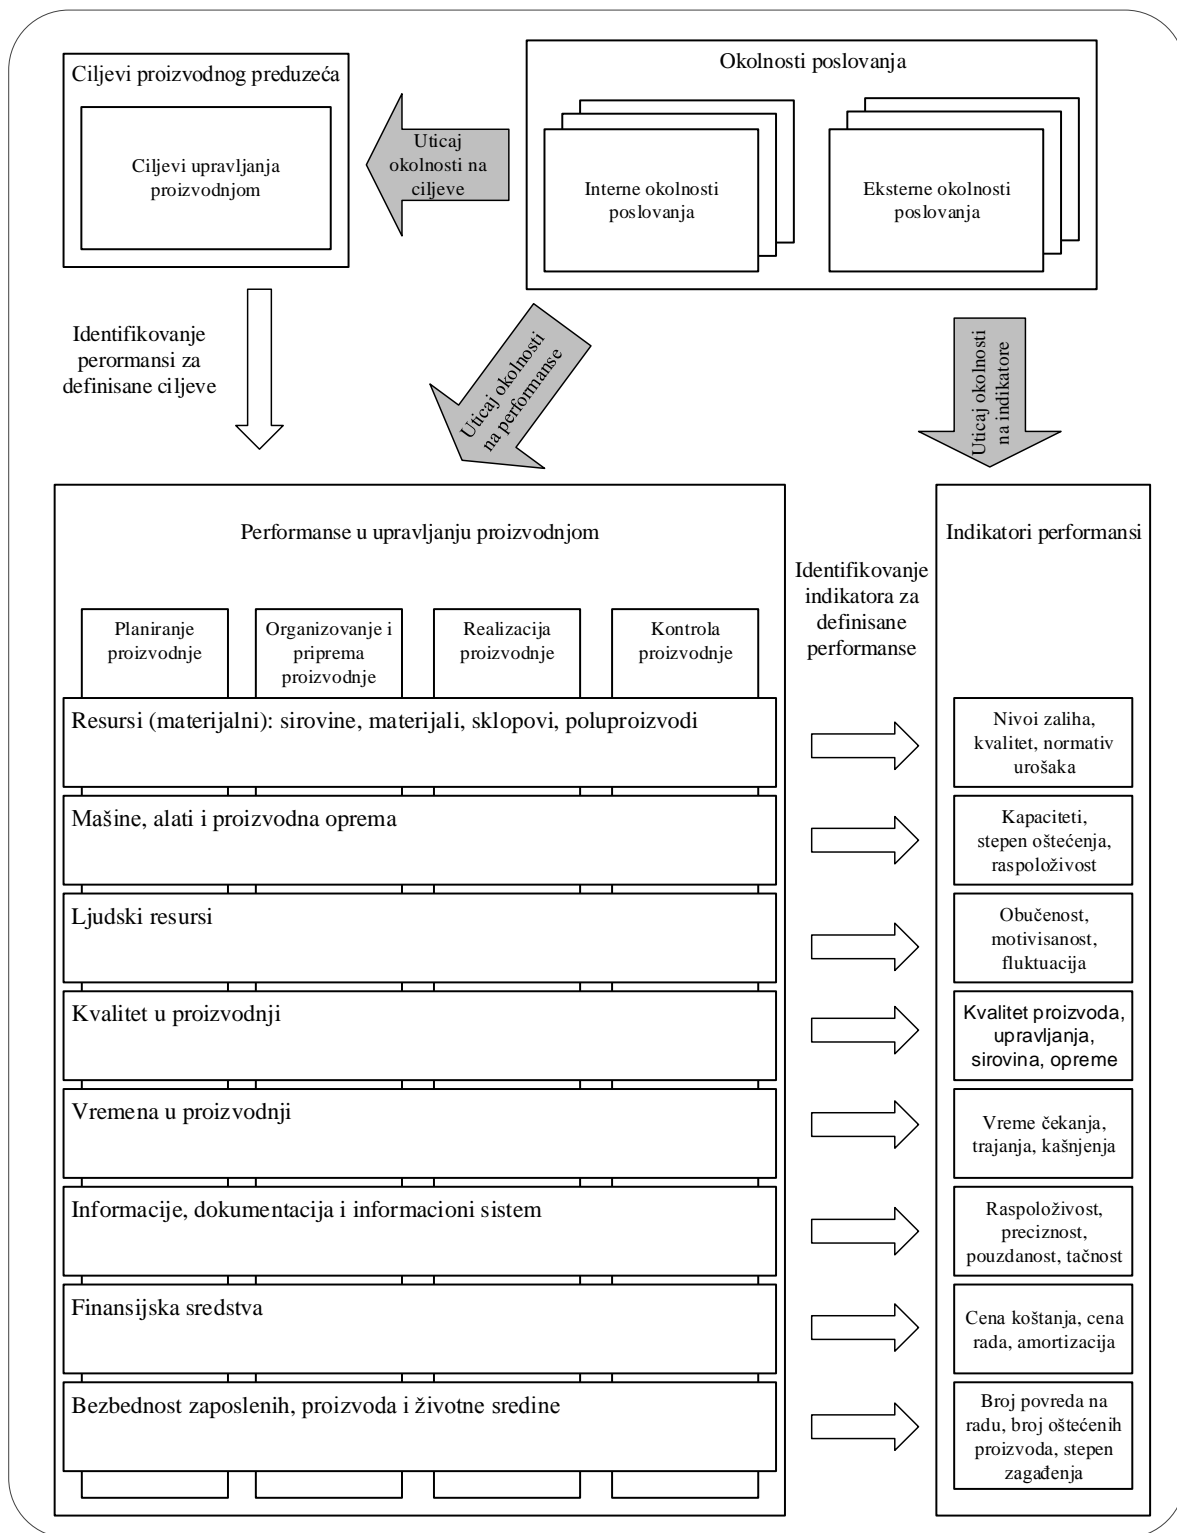 Ciljevi proizvodnog preduzeća
Ciljevi upravljanja
proizvodnjom
Uticaj
okolnosti na
ciljeve
Okolnosti poslovanja
Interne okolnosti
poslovanja
Eksterne okolnosti
poslovanja
Identifikovanje
perormansi za
definisane ciljeve
Uticaj okolnosti
na performanse
Uticaj okolnosti
na indikatore
Performanse u upravljanju proizvodnjom
Planiranje
proizvodnje
Organizovanje i
priprema
proizvodnje
Realizacija
proizvodnje
Kontrola
proizvodnje
Identifikovanje
indikatora za
definisane
performanse
Indikatori performansi
Resursi (materijalni): sirovine, materijali, sklopovi, poluproizvodi
Nivoi zaliha,
kvalitet, normativ
urošaka
Mašine, alati i proizvodna oprema
Kapaciteti,
stepen oštećenja,
raspoloživost
Ljudski resursi
Obučenost,
motivisanost,
fluktuacija
Kvalitet u proizvodnji
Kvalitet proizvoda,
upravljanja,
sirovina, opreme
Vremena u proizvodnji
Vreme čekanja,
trajanja, kašnjenja
Informacije, dokumentacija i informacioni sistem
Raspoloživost,
preciznost,
pouzdanost, tačnost
Finansijska sredstva
Cena koštanja, cena
rada, amortizacija
Bezbednost zaposlenih, proizvoda i životne sredine
Broj povreda na
radu, broj oštećenih
proizvoda, stepen
zagađenja